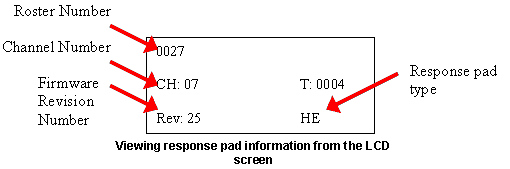 Roster Number
0027
Channel Number
CH: 07
T: 0004
Response pad
type
Firmware
Revision
Number
Rev: 25
HE
Viewing response pad information from the LCD
screen